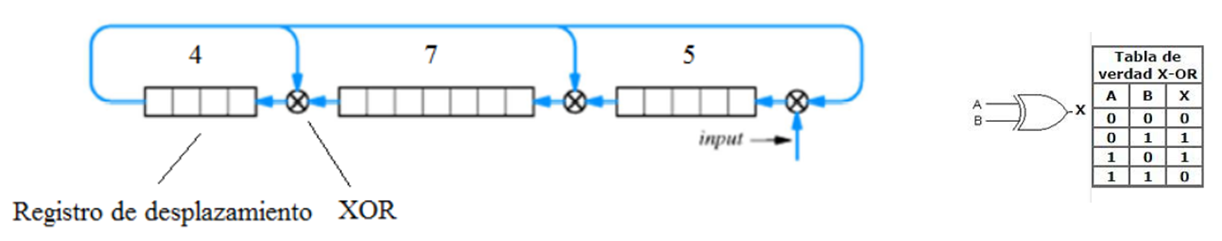 4
7
5
input
Registro de desplazamiento
XOR
A
B
X
Tabla de
verdad X-OR
A B X
0 0 0
0 1 1
1 0 1
1 1 0